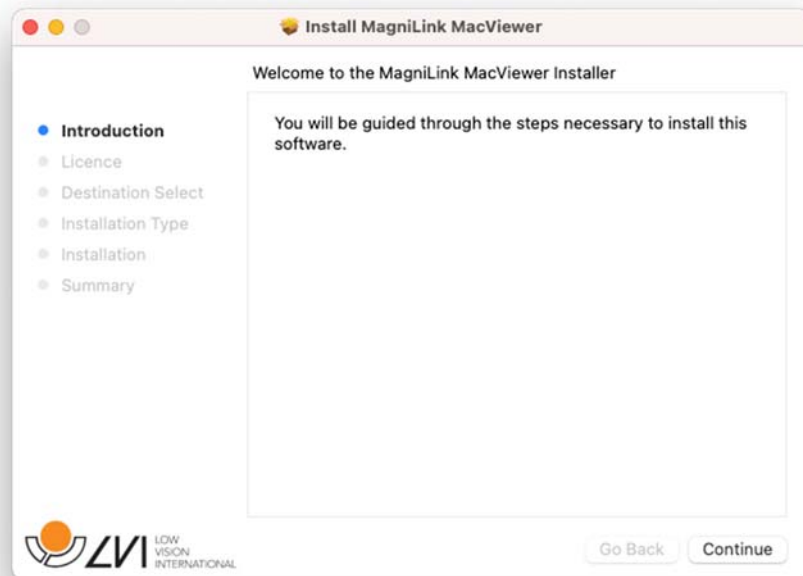 Install MagniLink MacViewer
Welcome to the MagniLink MacViewer Installer
Introduction
Licence
Destination Select
Installation Type
Installation
Summary
You will be guided through the steps necessary to install this
software.
LVI
LOW
VISION
INTERNATIONAL
Go Back
Continue